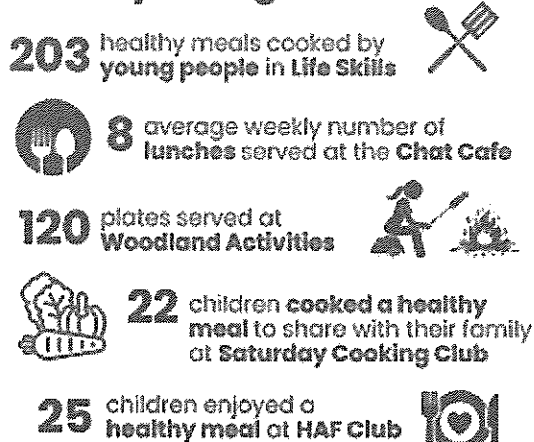 203 healthy meals cooked by
young people in Life Skills
8 average weekly number of
lunches served at the Chat Cafe
120 plates served at
Woodland Activities
22 children cooked a healthy
meal to share with their family
at Saturday Cooking Club
25 children enjoyed a
healthy meal at HAF Club